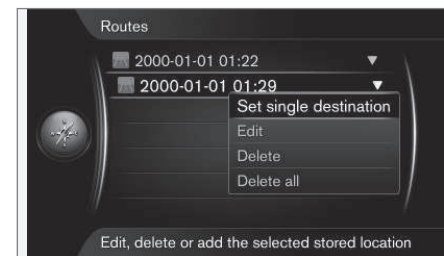 Routes
2000-01-01 01:22
2000-01-01 01:29
Set single destination
Edit
Delete
Delete all
Edit, delete or add the selected stored location